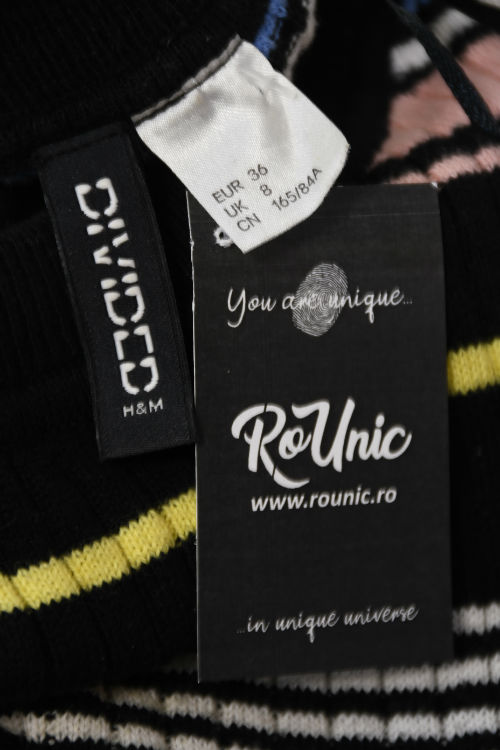 EUR 36
UK 8
CN 165/84A
DIVIDED
H&M
You are unique...
RoUnic
www.rounic.ro
...in unique universe